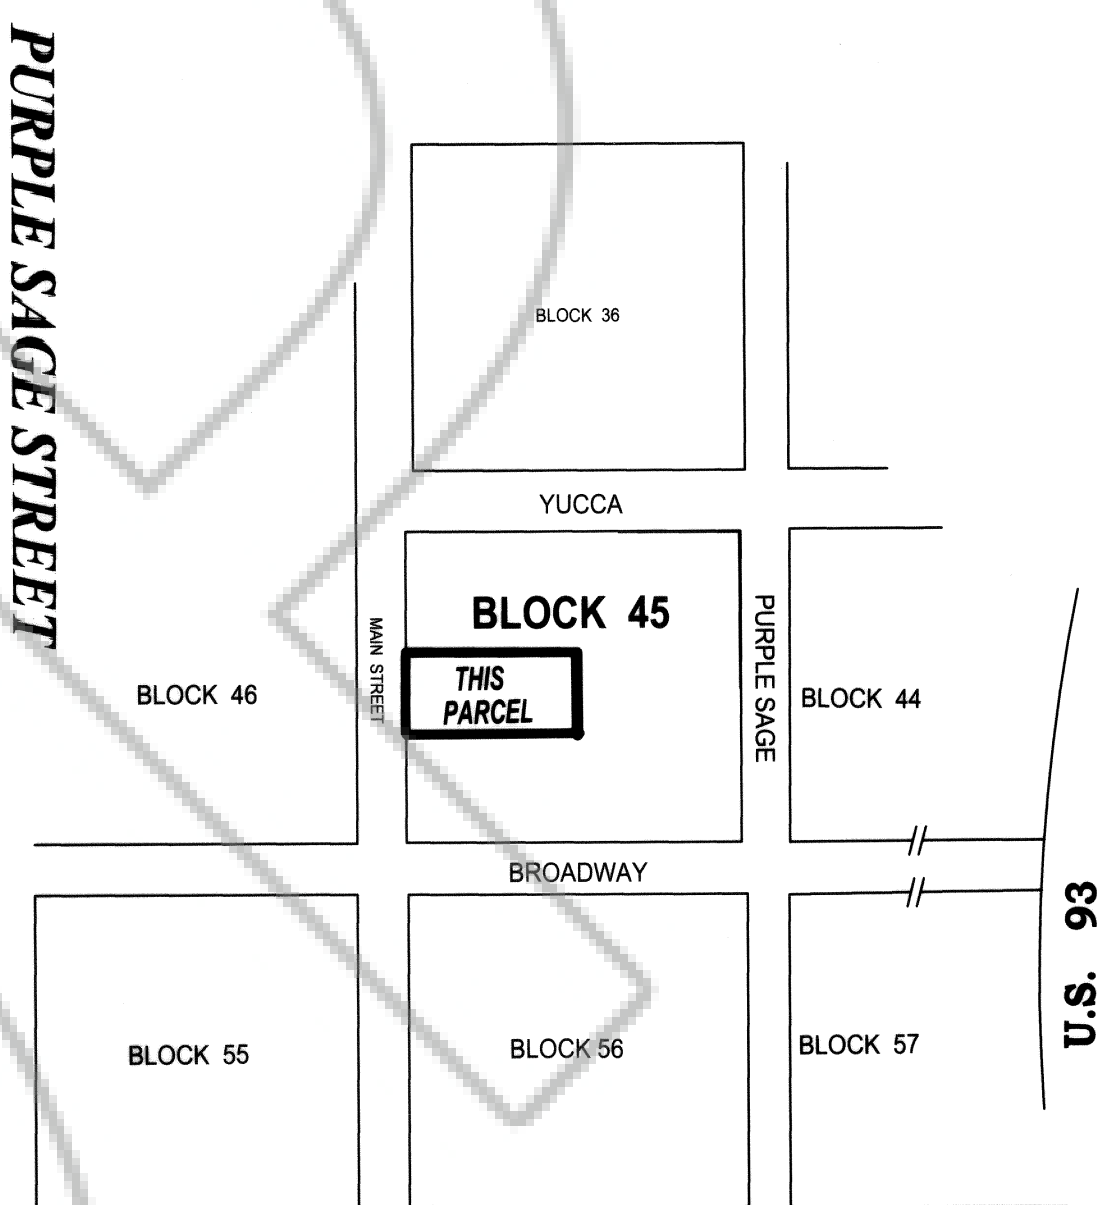 PURPLE SAGE STREET
BLOCK 36
YUCCA
BLOCK 45
MAIN STREET
THIS
PARCEL
PURPLE SAGE
BLOCK 46
BLOCK 44
BROADWAY
U.S. 93
BLOCK 55
BLOCK 56
BLOCK 57